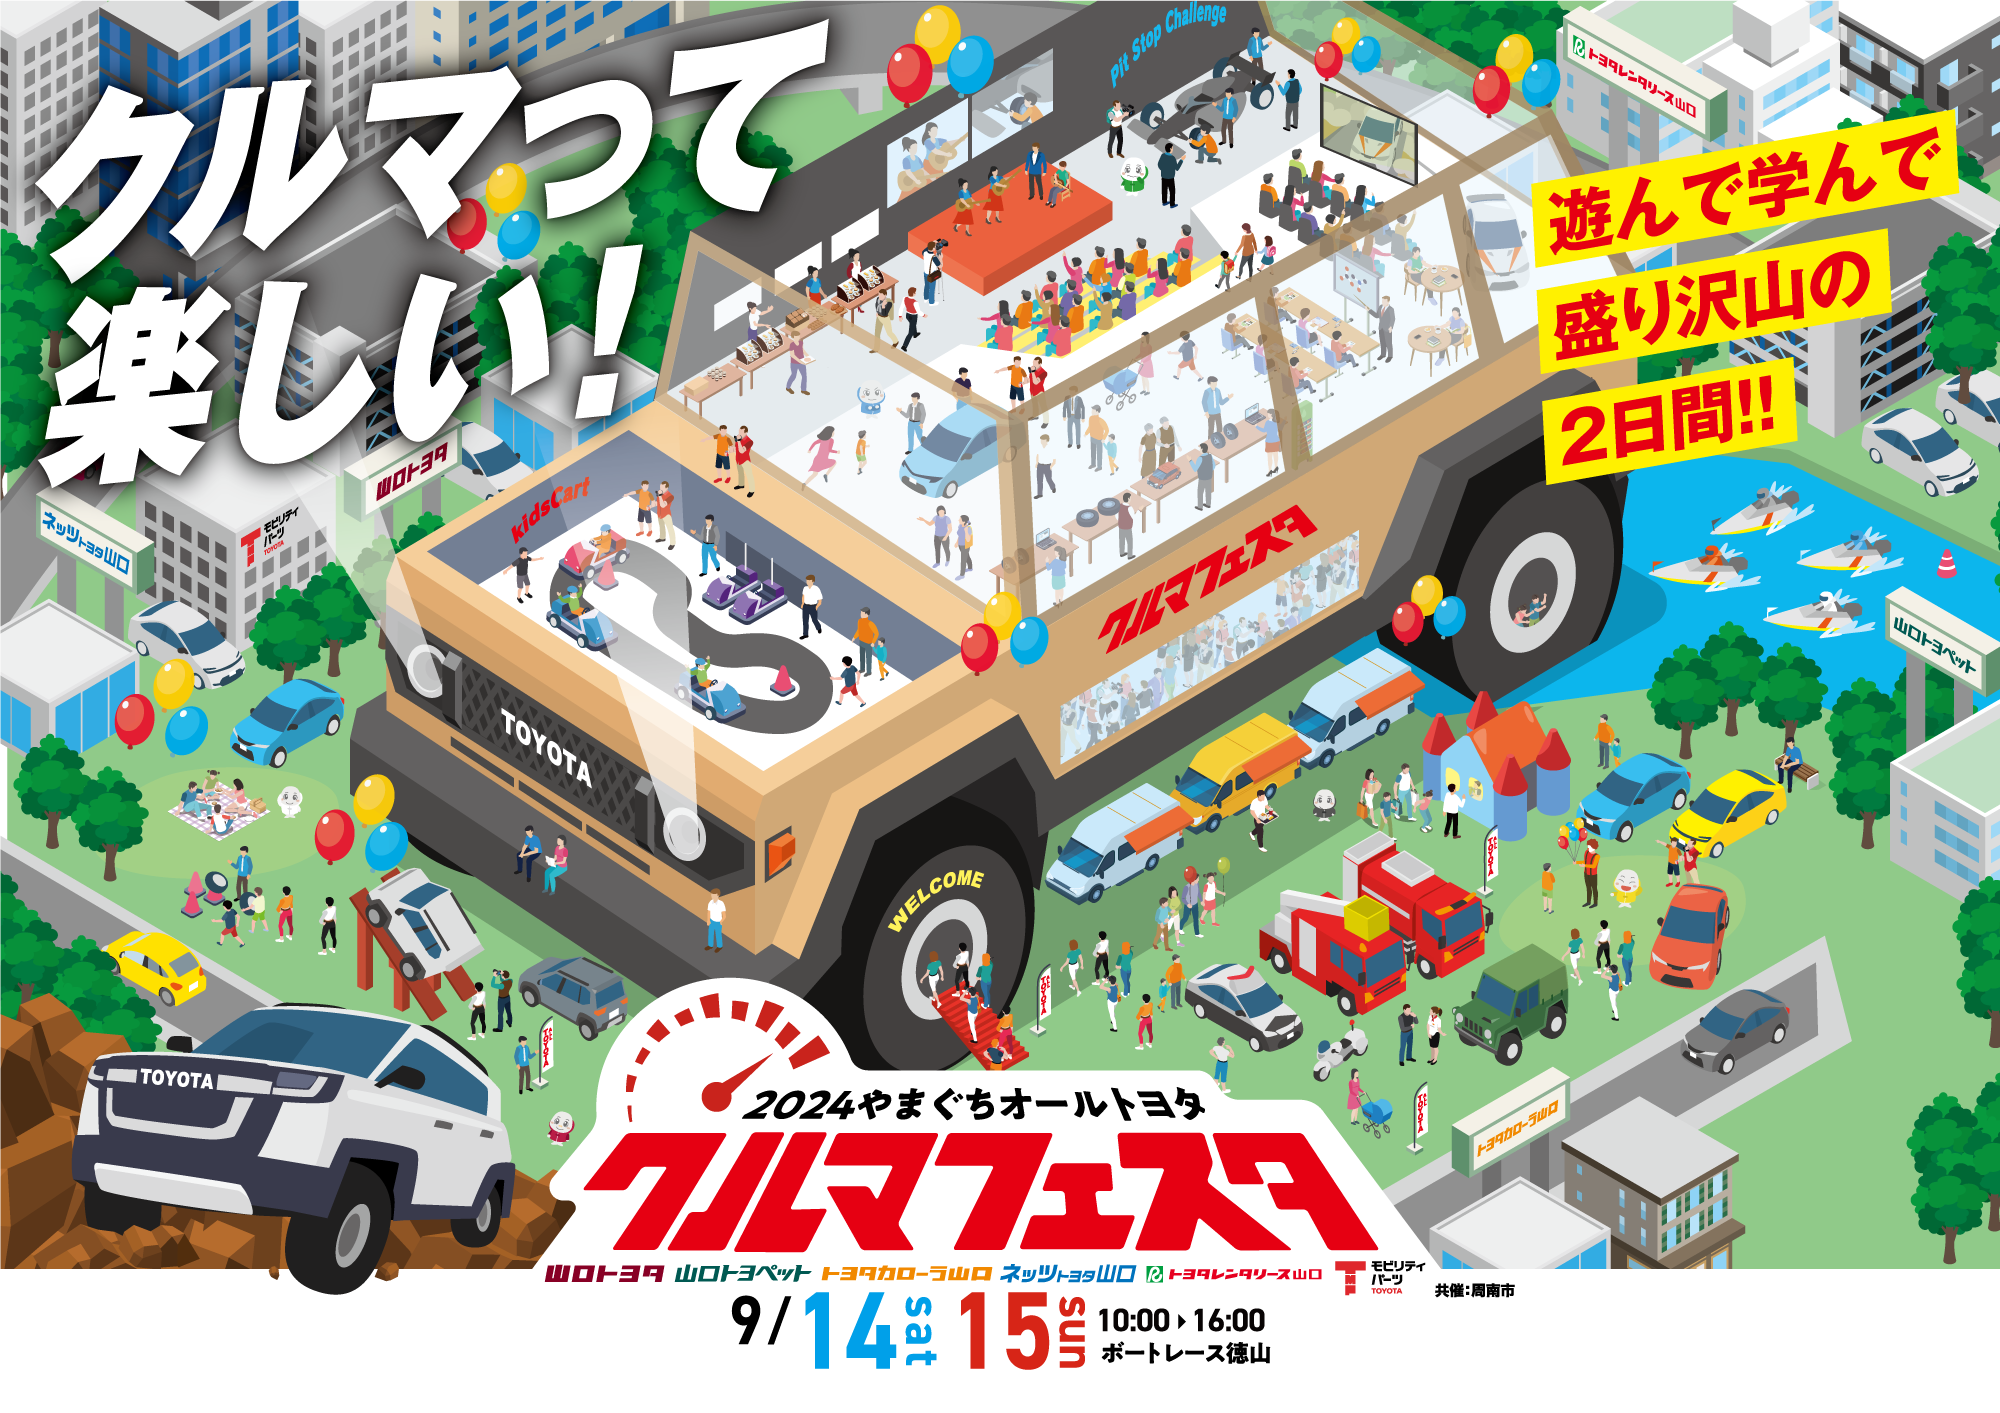 クルマって
楽しい!
Pit Stop Challenge
トヨタレンタリース山口
遊んで学んで
盛り沢山の
2日間!!
山口トヨタ
ネッツトヨタ山口
T
モビリティ
パーツ
TOYOTA
kidsCart
クルマフェスタ
TOYOTA
山口トヨペット
WELCOME
TOYOTA
トヨタカローラ山口
2024やまぐちオールトヨタ
クルマフェスタ
山口トヨタ 山口トヨペット トヨタカローラ山口 ネッツトヨタ山口 R トヨタレンタリース山口 TMP モビリティパーツ TOYOTA 共催:周南市
9/14sat 15sun 10:00 16:00
ボートレース徳山